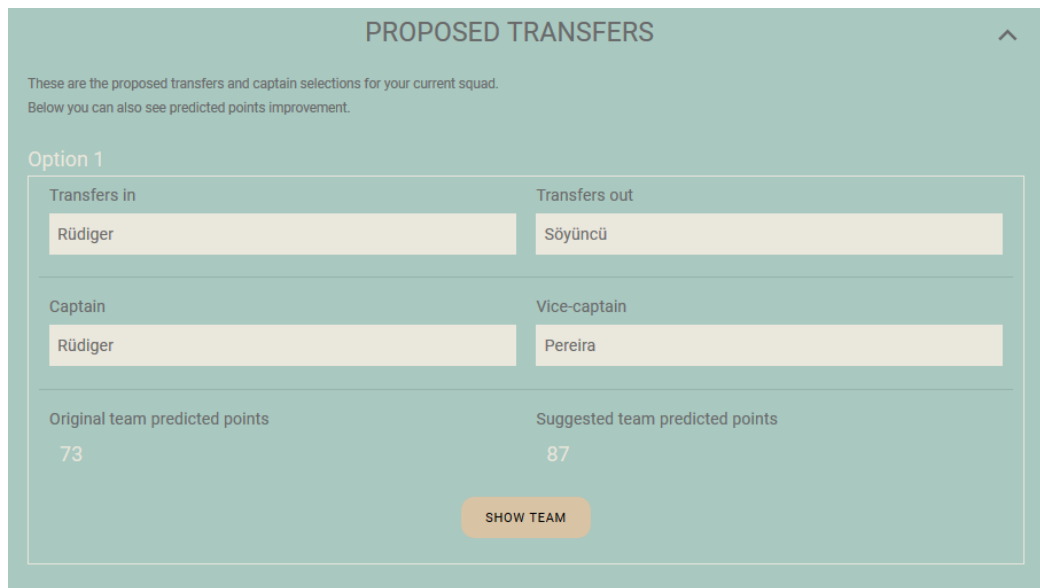 PROPOSED TRANSFERS
These are the proposed transfers and captain selections for your current squad.
Below you can also see predicted points improvement.
Option 1
Transfers in
Transfers out
Rüdiger
Söyüncü
Captain
Vice-captain
Rüdiger
Pereira
Original team predicted points
Suggested team predicted points
73
87
SHOW TEAM